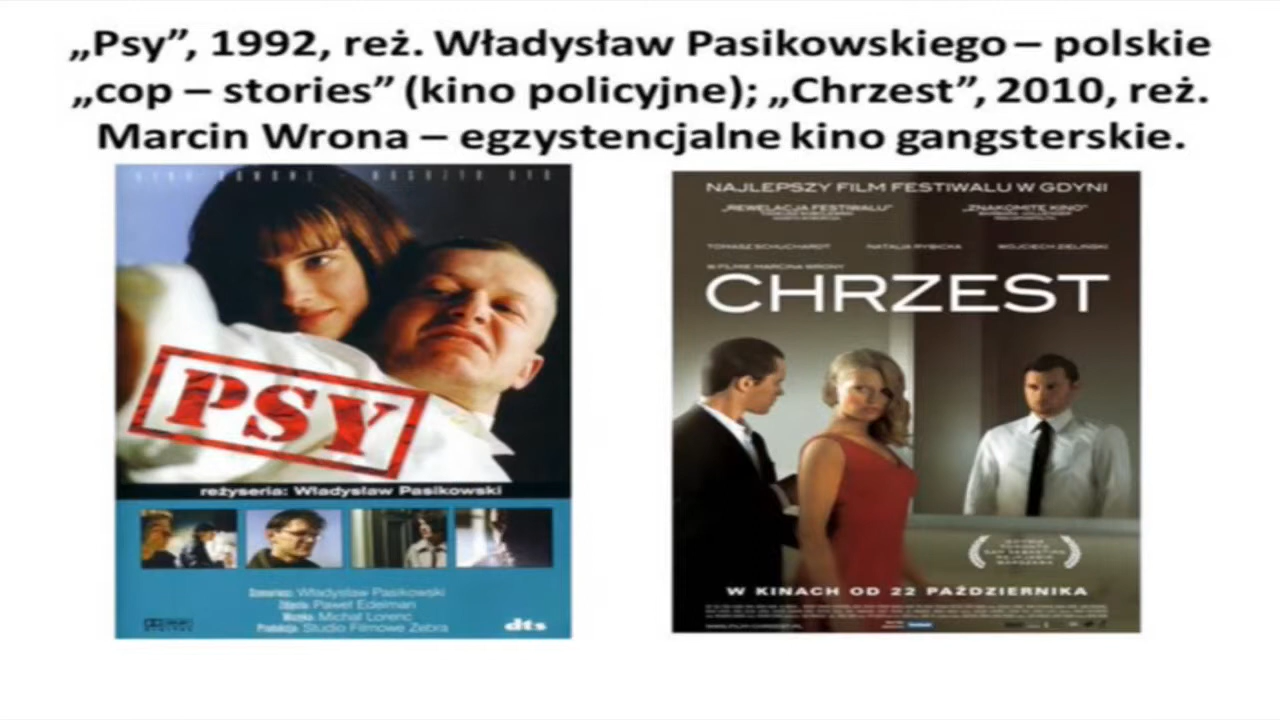 „Psy”, 1992, reż. Władysław Pasikowskiego – polskie
„cop – stories” (kino policyjne); „Chrzest”, 2010, reż.
Marcin Wrona – egzystencjalne kino gangsterskie.
PSY
reżyseria: Władysław Pasikowski
Scenariusz: Władysław Pasikowski
Zdjęcia: Paweł Edelman
Muzyka: Michał Lorenc
Produkcja: Studio Filmowe Zebra
dts
NAJLEPSZY FILM FESTIWALU W GDYNI
„REWELACJA FESTIWALU” „ZNAKOMITE KINO”
TOMASZ SCHUCHARDT NATALIA RYBICKA WOJCIECH ZIELIŃSKI
W FILMIE MARCINA WRONY
CHRZEST
W KINACH OD 22 PAŹDZIERNIKA